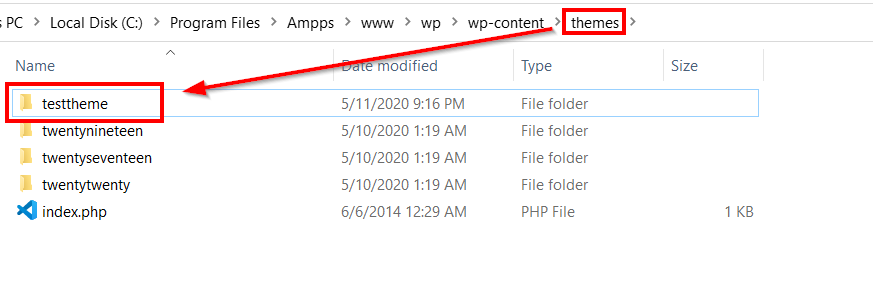 s PC > Local Disk (C:) > Program Files > Ampps > www > wp > wp-content > themes >
Name Date modified Type Size
testtheme 5/11/2020 9:16 PM File folder
twentynineteen 5/10/2020 1:19 AM File folder
twentyseventeen 5/10/2020 1:19 AM File folder
twentytwenty 5/10/2020 1:19 AM File folder
index.php 6/6/2014 12:29 AM PHP File 1 KB